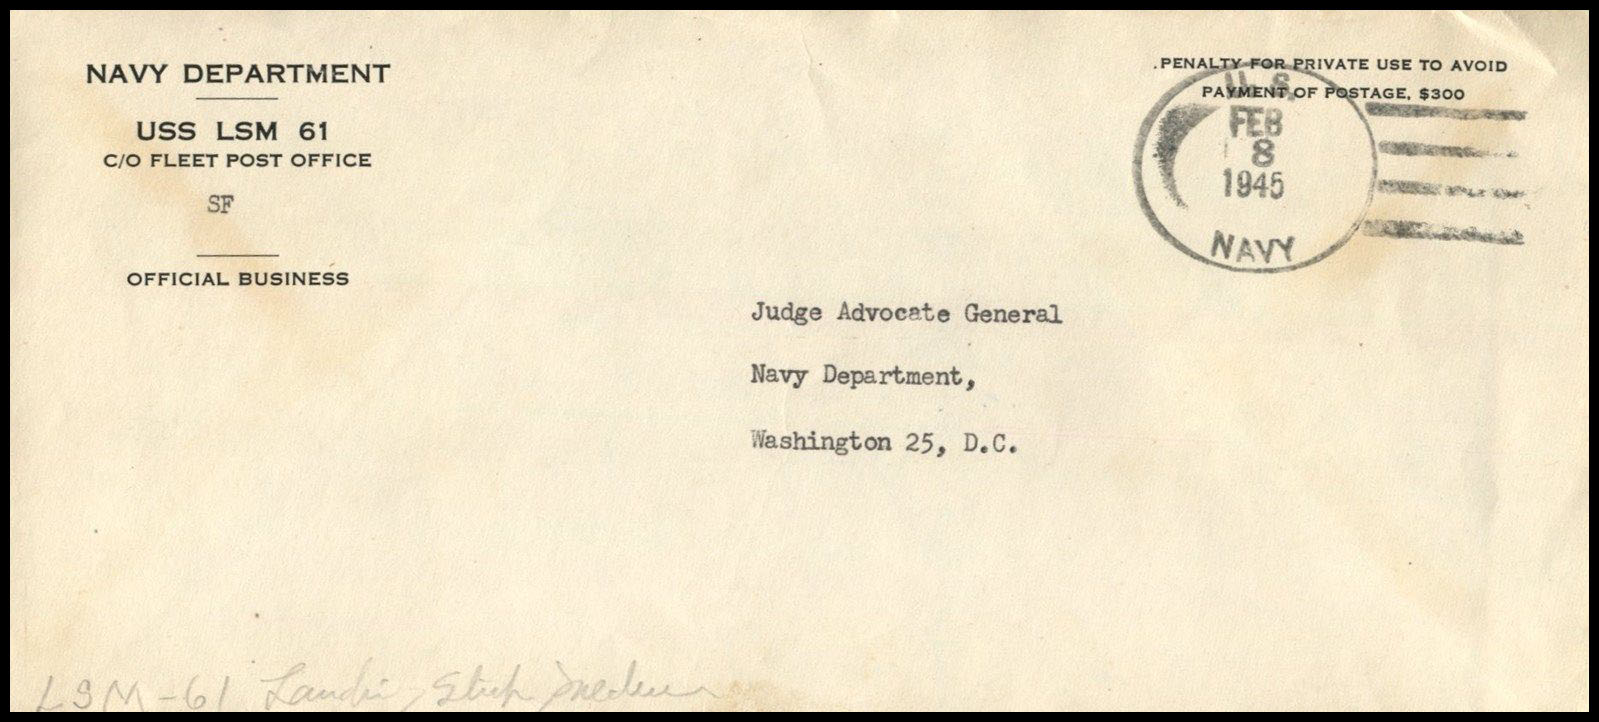 NAVY DEPARTMENT
USS LSM 61
C/O FLEET POST OFFICE
SF
OFFICIAL BUSINESS
.PENALTY FOR PRIVATE USE TO AVOID
PAYMENT OF POSTAGE, $300
U.S.
FEB
8
1945
NAVY
Judge Advocate General
Navy Department,
Washington 25, D.C.
LSM-61